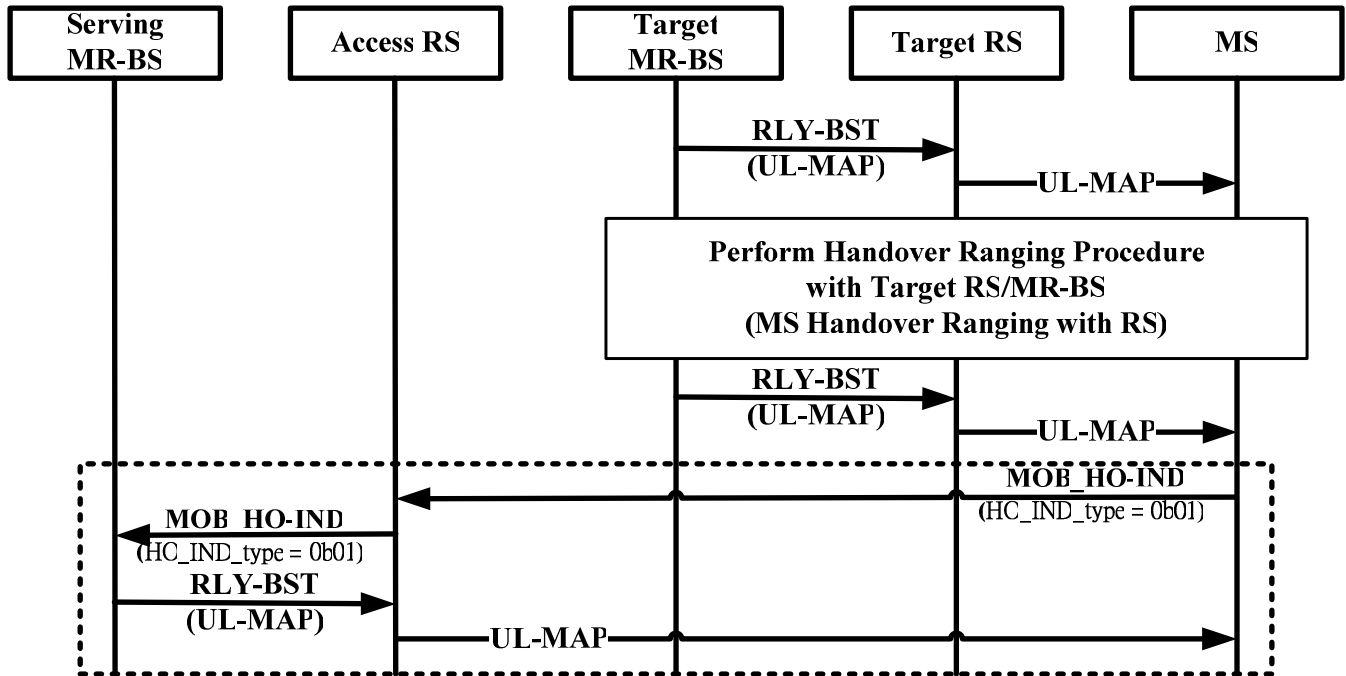 Serving
MR-BS
Access RS
Target
MR-BS
Target RS
MS
RLY-BST
(UL-MAP)
UL-MAP
Perform Handover Ranging Procedure
with Target RS/MR-BS
(MS Handover Ranging with RS)
RLY-BST
(UL-MAP)
UL-MAP
MOB_HO-IND
(HC_IND_type = 0b01)
MOB_HO-IND
(HC_IND_type = 0b01)
RLY-BST
(UL-MAP)
UL-MAP